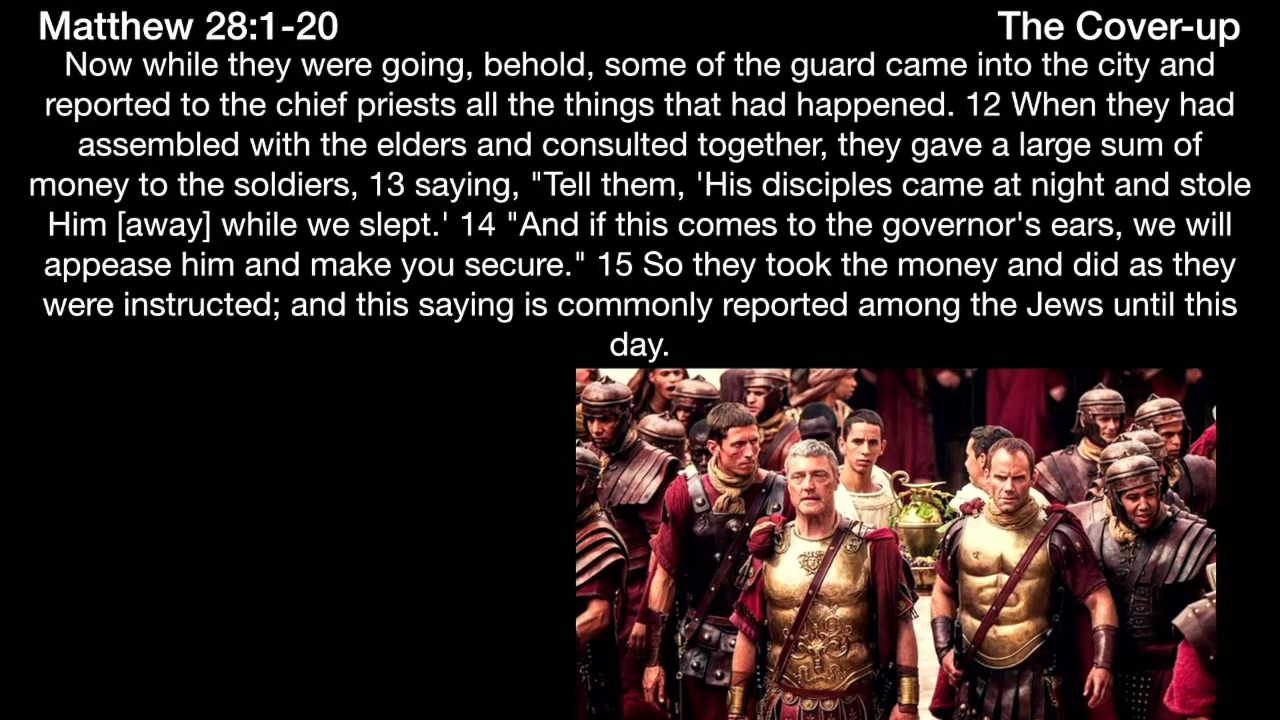 Matthew 28:1-20 The Cover-up
Now while they were going, behold, some of the guard came into the city and
reported to the chief priests all the things that had happened. 12 When they had
assembled with the elders and consulted together, they gave a large sum of
money to the soldiers, 13 saying, "Tell them, 'His disciples came at night and stole
Him [away] while we slept.' 14 "And if this comes to the governor's ears, we will
appease him and make you secure." 15 So they took the money and did as they
were instructed; and this saying is commonly reported among the Jews until this
day.